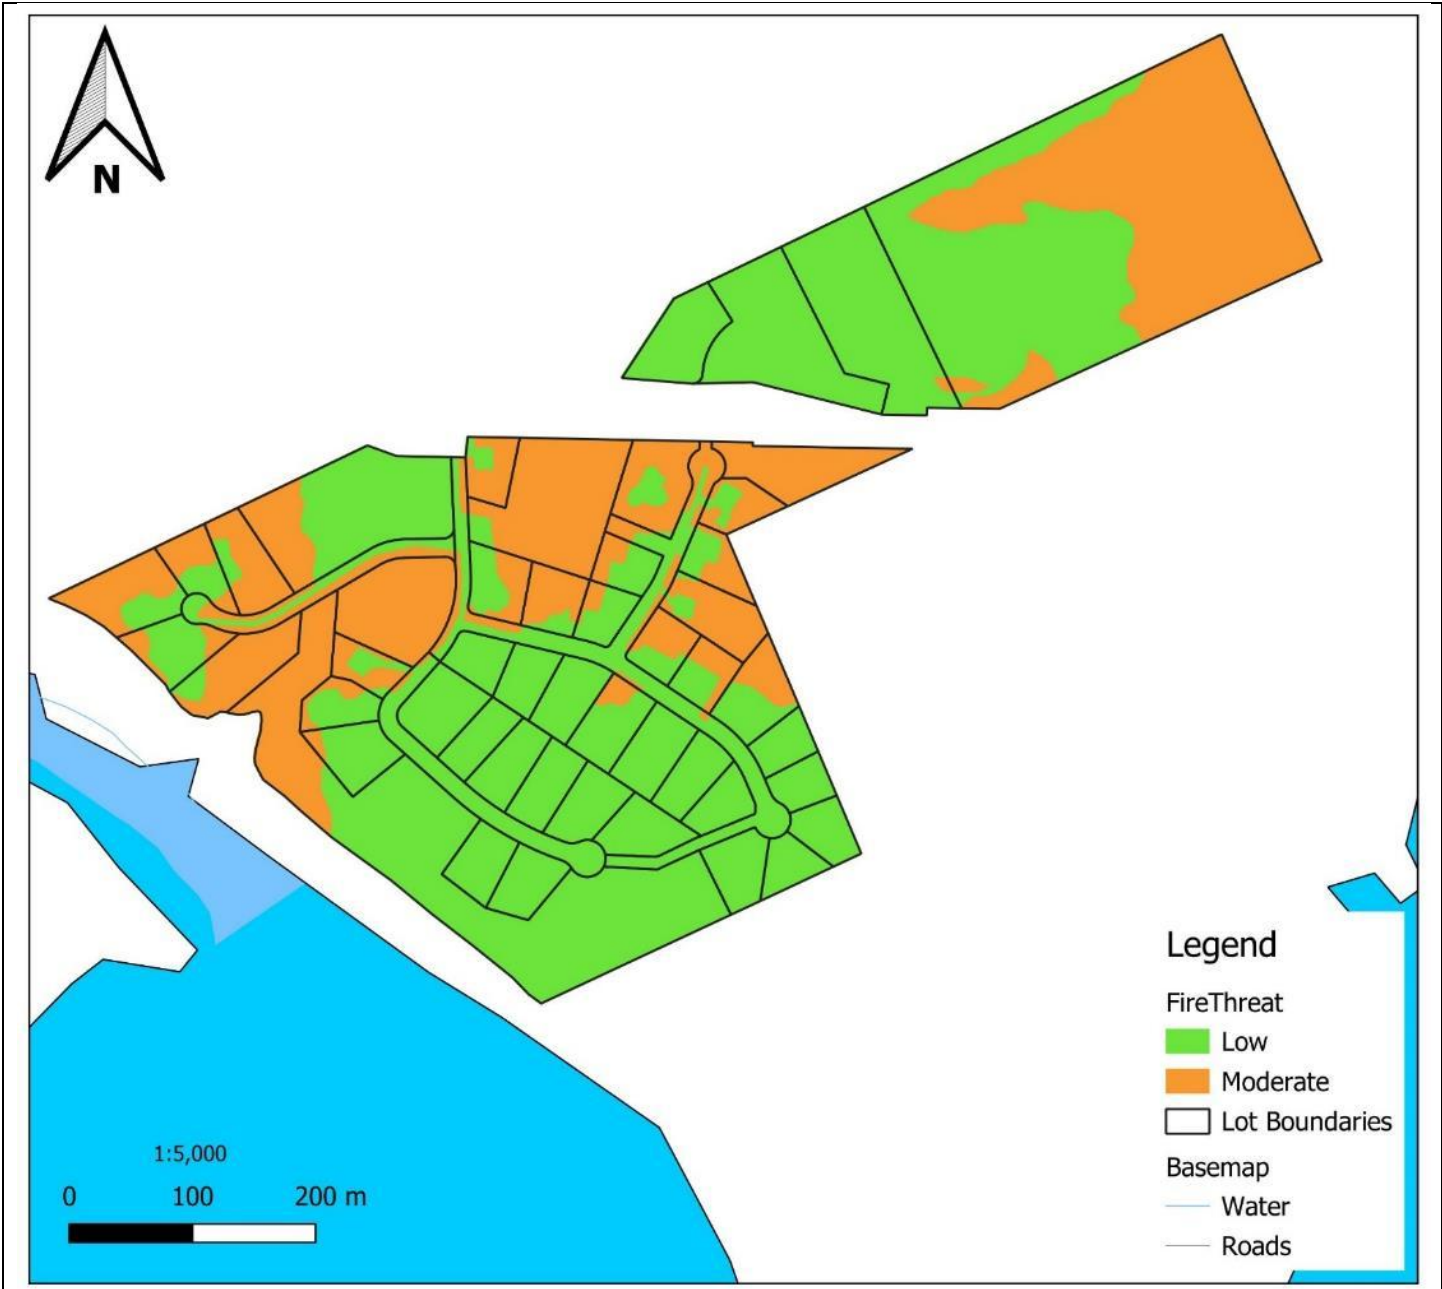 N
Legend
FireThreat
Low
Moderate
Lot Boundaries
Basemap
Water
Roads
1:5,000
0 100 200 m